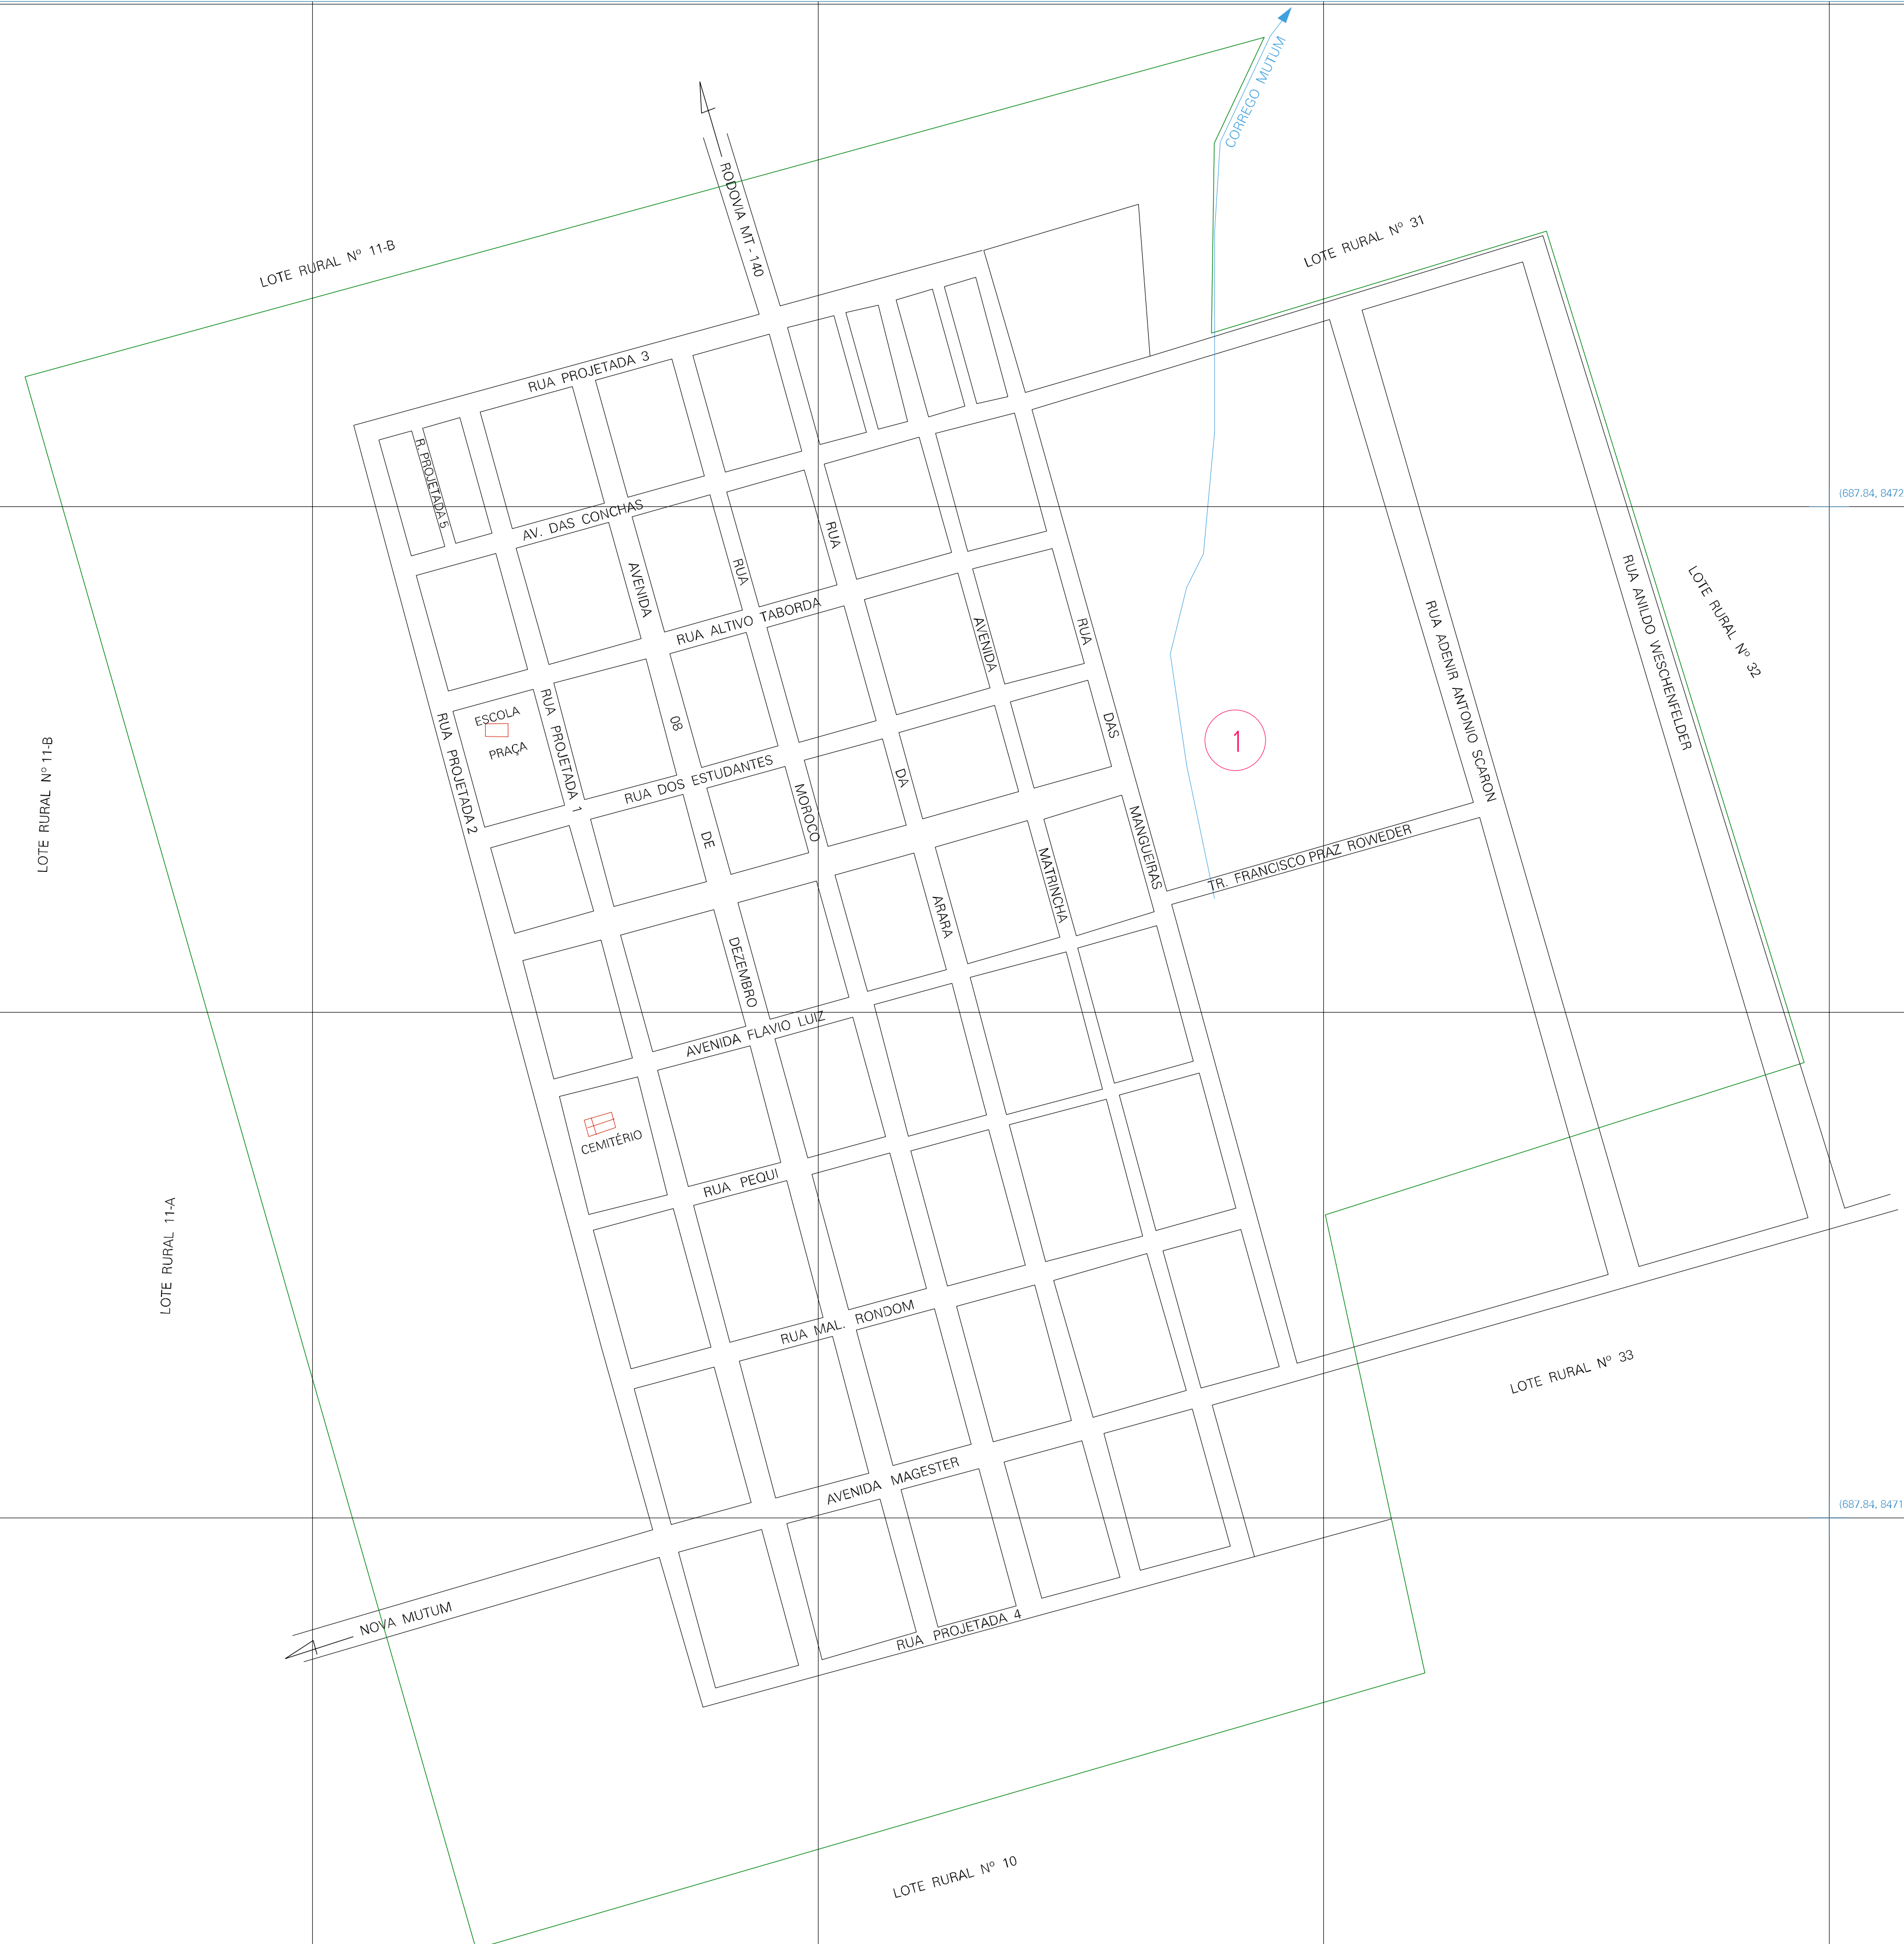 CORREGO MUTUM
RODOVIA MT - 140
LOTE RURAL Nº 11-B
LOTE RURAL Nº 31
RUA PROJETADA 3
R. PROJETADA 5
(687.84, 8472
AV. DAS CONCHAS
RUA ALTIVO TABORDA
RUA DOS ESTUDANTES
AVENIDA 08 DE DEZEMBRO
RUA MOROCO
RUA DA ARARA
AVENIDA MATRINCHA
RUA DAS MANGUEIRAS
RUA ADENIR ANTONIO SCARON
RUA ANILDO WESCHENFELDER
LOTE RURAL Nº 32
ESCOLA
PRAÇA
RUA PROJETADA 1
RUA PROJETADA 2
1
LOTE RURAL Nº 11-B
TR. FRANCISCO PRAZ ROWEDER
AVENIDA FLAVIO LUIZ
CEMITÉRIO
RUA PEQUI
LOTE RURAL 11-A
RUA MAL. RONDOM
LOTE RURAL Nº 33
AVENIDA MAGESTER
(687.84, 8471
NOVA MUTUM
RUA PROJETADA 4
LOTE RURAL Nº 10